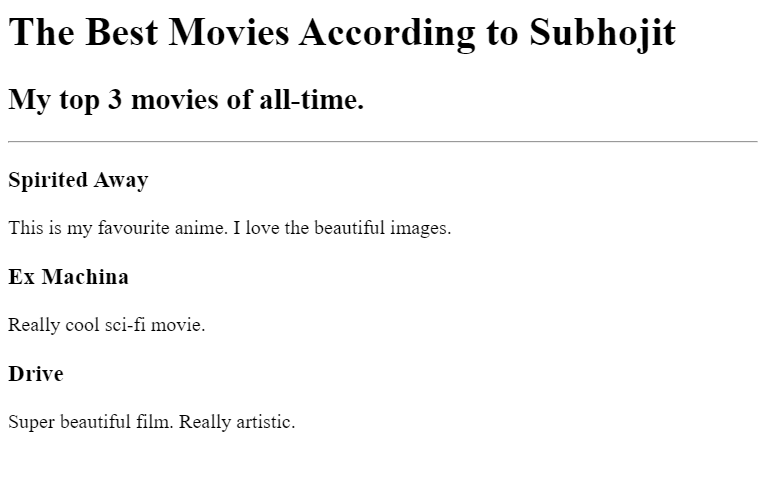 The Best Movies According to Subhojit
My top 3 movies of all-time.
Spirited Away
This is my favourite anime. I love the beautiful images.
Ex Machina
Really cool sci-fi movie.
Drive
Super beautiful film. Really artistic.